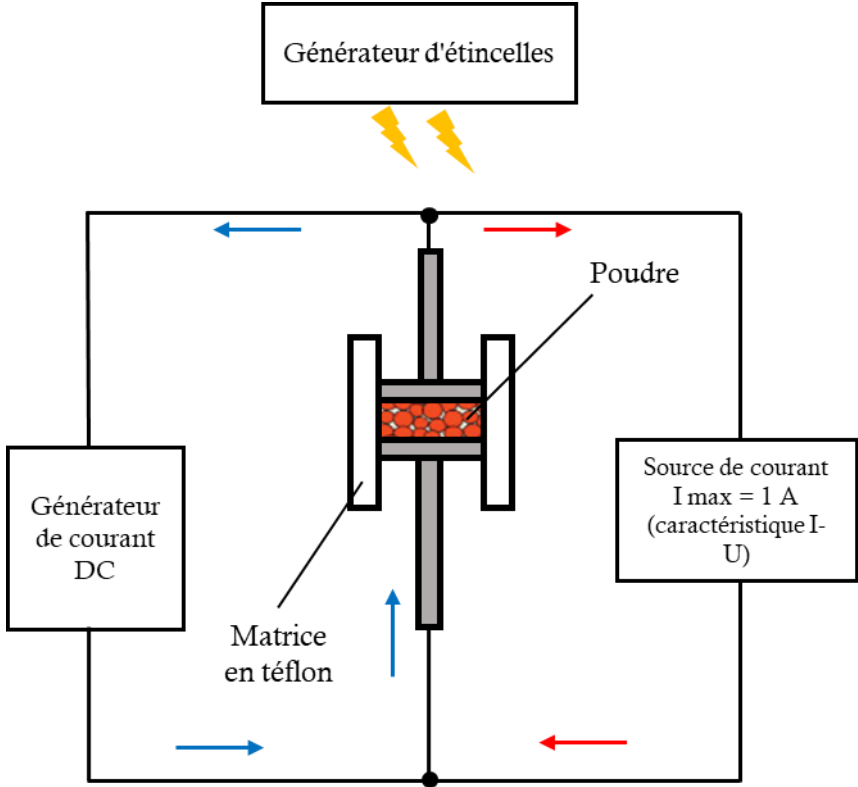 Générateur d'étincelles
Poudre
Générateur
de courant
DC
Source de courant
I max = 1 A
(caractéristique I-
U)
Matrice
en téflon